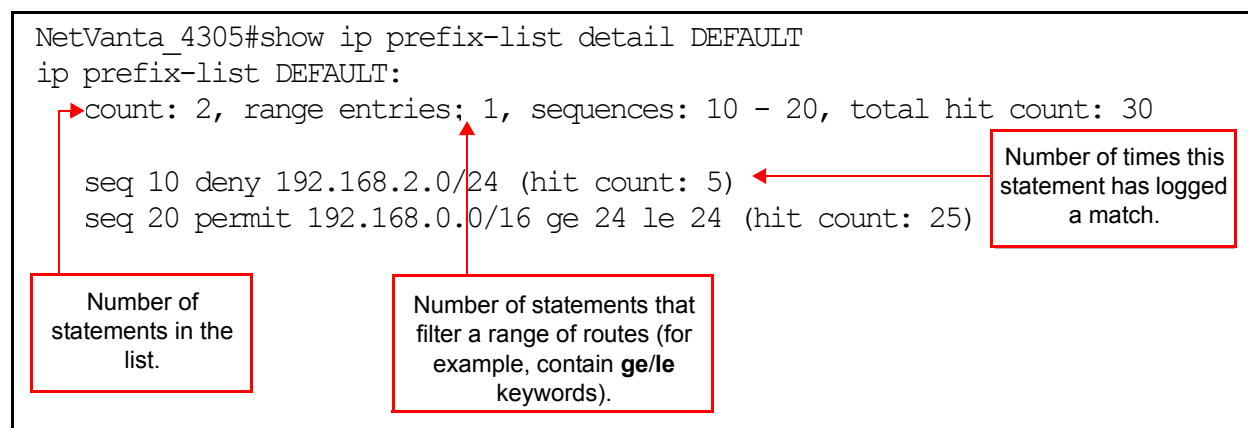 NetVanta_4305#show ip prefix-list detail DEFAULT
ip prefix-list DEFAULT:
count: 2, range entries: 1, sequences: 10 - 20, total hit count: 30
seq 10 deny 192.168.2.0/24 (hit count: 5)
seq 20 permit 192.168.0.0/16 ge 24 le 24 (hit count: 25)
Number of times this
statement has logged
a match.
Number of
statements in the
list.
Number of statements that
filter a range of routes (for
example, contain ge/le
keywords).